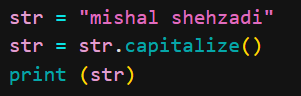 str = "mishal shehzadi"
str = str.capitalize()
print (str)